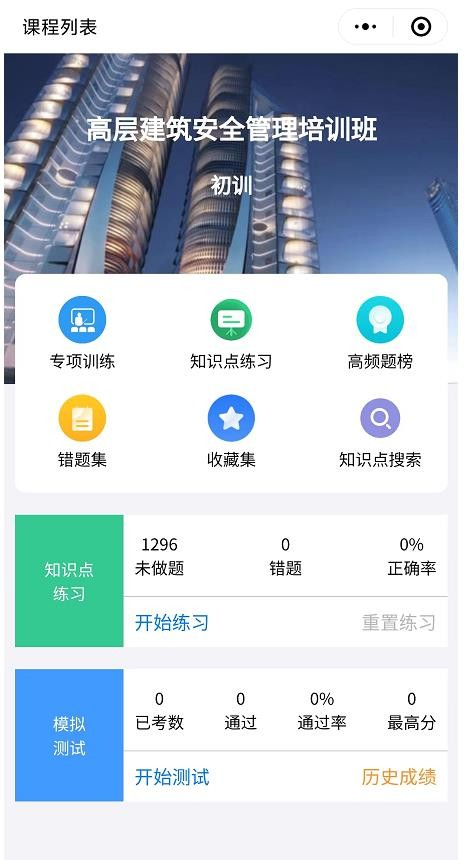 课程列表
高层建筑安全管理培训班
初训
专项训练 知识点练习 高频题榜
错题集 收藏集 知识点搜索
知识点
练习
1296 0 0%
未做题 错题 正确率
开始练习 重置练习
模拟
测试
0 0 0% 0
已考数 通过 通过率 最高分
开始测试 历史成绩